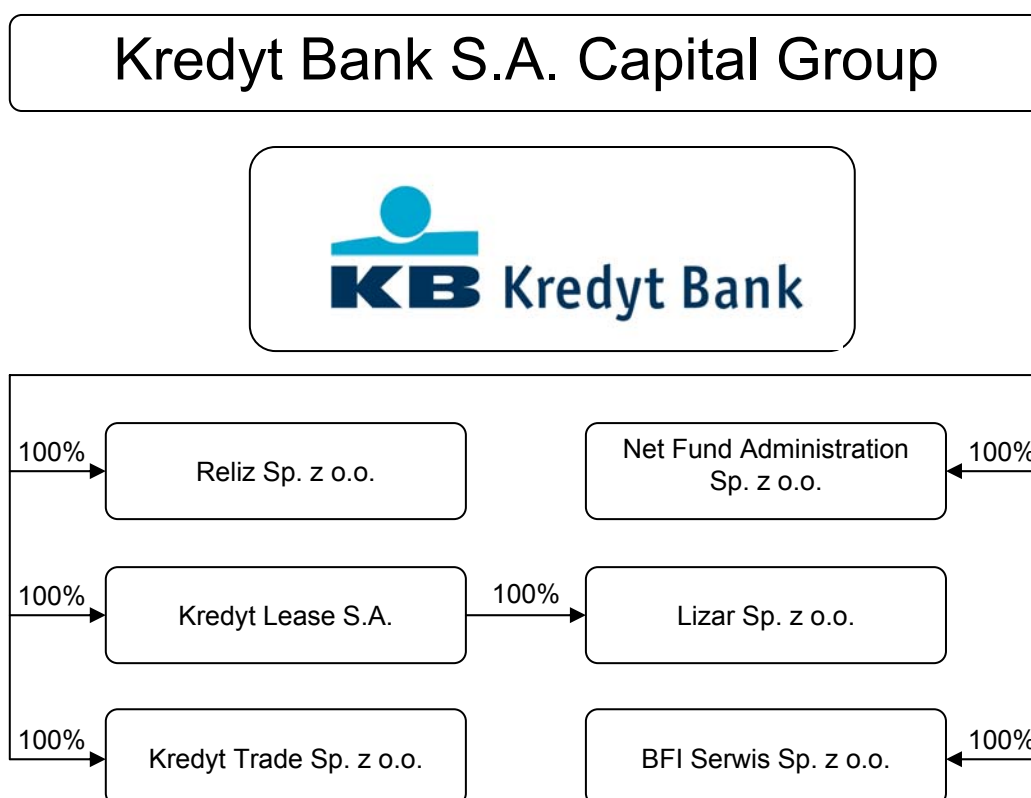 Kredyt Bank S.A. Capital Group
KB Kredyt Bank
100%
Reliz Sp. z o.o.
Net Fund Administration
Sp. z o.o.
100%
100%
Kredyt Lease S.A.
100%
Lizar Sp. z o.o.
100%
Kredyt Trade Sp. z o.o.
BFI Serwis Sp. z o.o.
100%